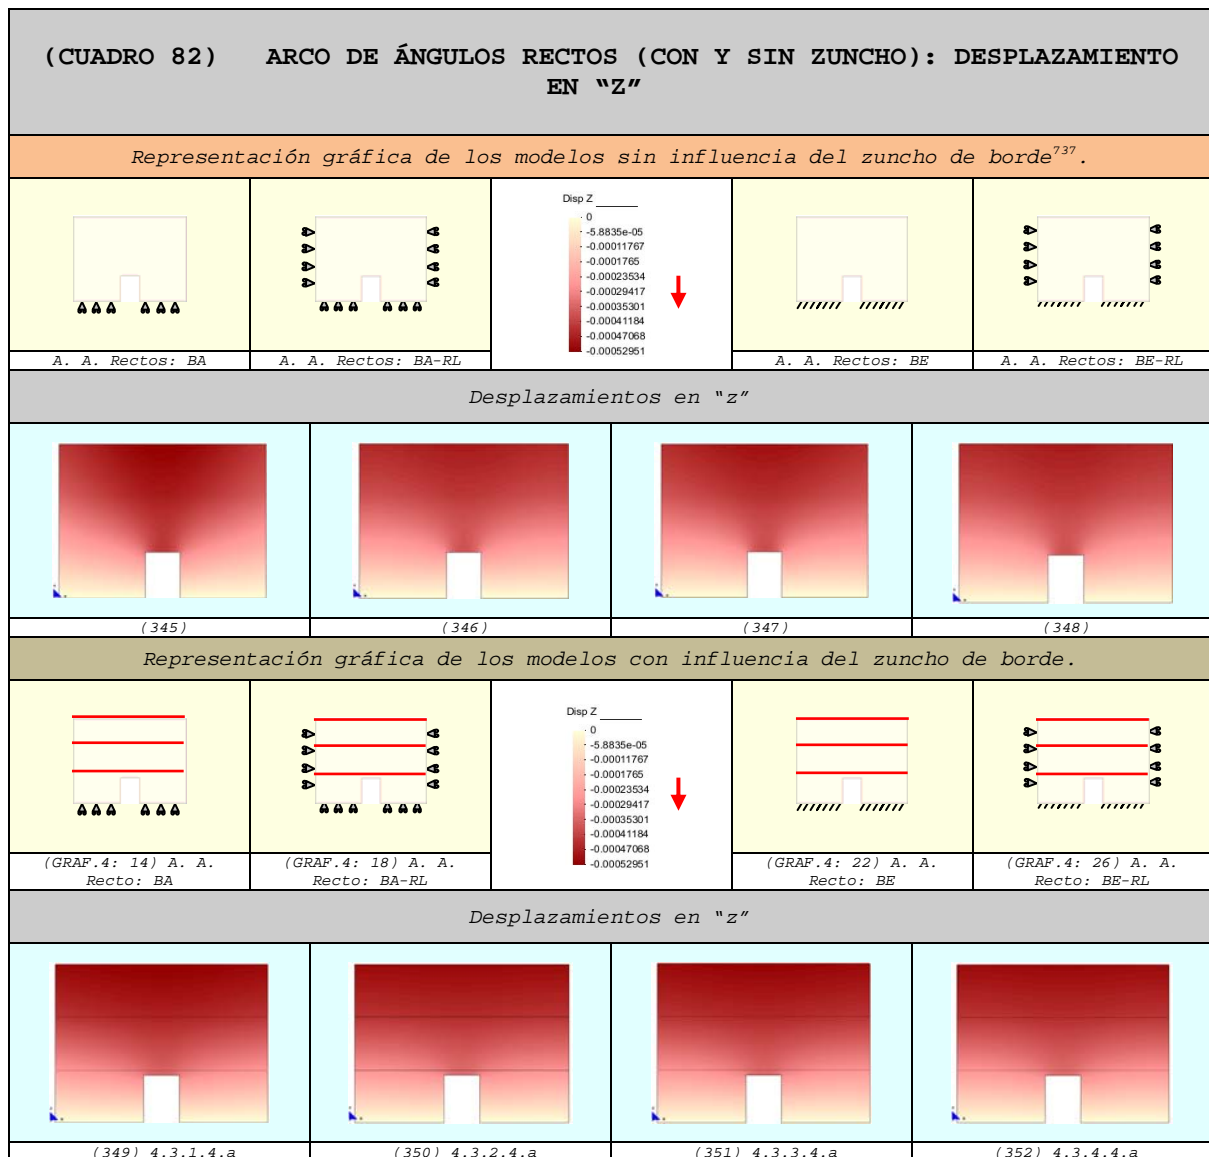 (CUADRO 82) ARCO DE ÁNGULOS RECTOS (CON Y SIN ZUNCHO): DESPLAZAMIENTO
EN “Z”
Representación gráfica de los modelos sin influencia del zuncho de borde737.
Disp Z
0
-5.8835e-05
-0.00011767
-0.0001765
-0.00023534
-0.00029417
-0.00035301
-0.00041184
-0.00047068
-0.00052951
A. A. Rectos: BA
A. A. Rectos: BA-RL
A. A. Rectos: BE
A. A. Rectos: BE-RL
Desplazamientos en “z”
(345)
(346)
(347)
(348)
Representación gráfica de los modelos con influencia del zuncho de borde.
Disp Z
0
-5.8835e-05
-0.00011767
-0.0001765
-0.00023534
-0.00029417
-0.00035301
-0.00041184
-0.00047068
-0.00052951
(GRAF.4: 14) A. A.
Recto: BA
(GRAF.4: 18) A. A.
Recto: BA-RL
(GRAF.4: 22) A. A.
Recto: BE
(GRAF.4: 26) A. A.
Recto: BE-RL
Desplazamientos en “z”
(349) 4.3.1.4.a
(350) 4.3.2.4.a
(351) 4.3.3.4.a
(352) 4.3.4.4.a